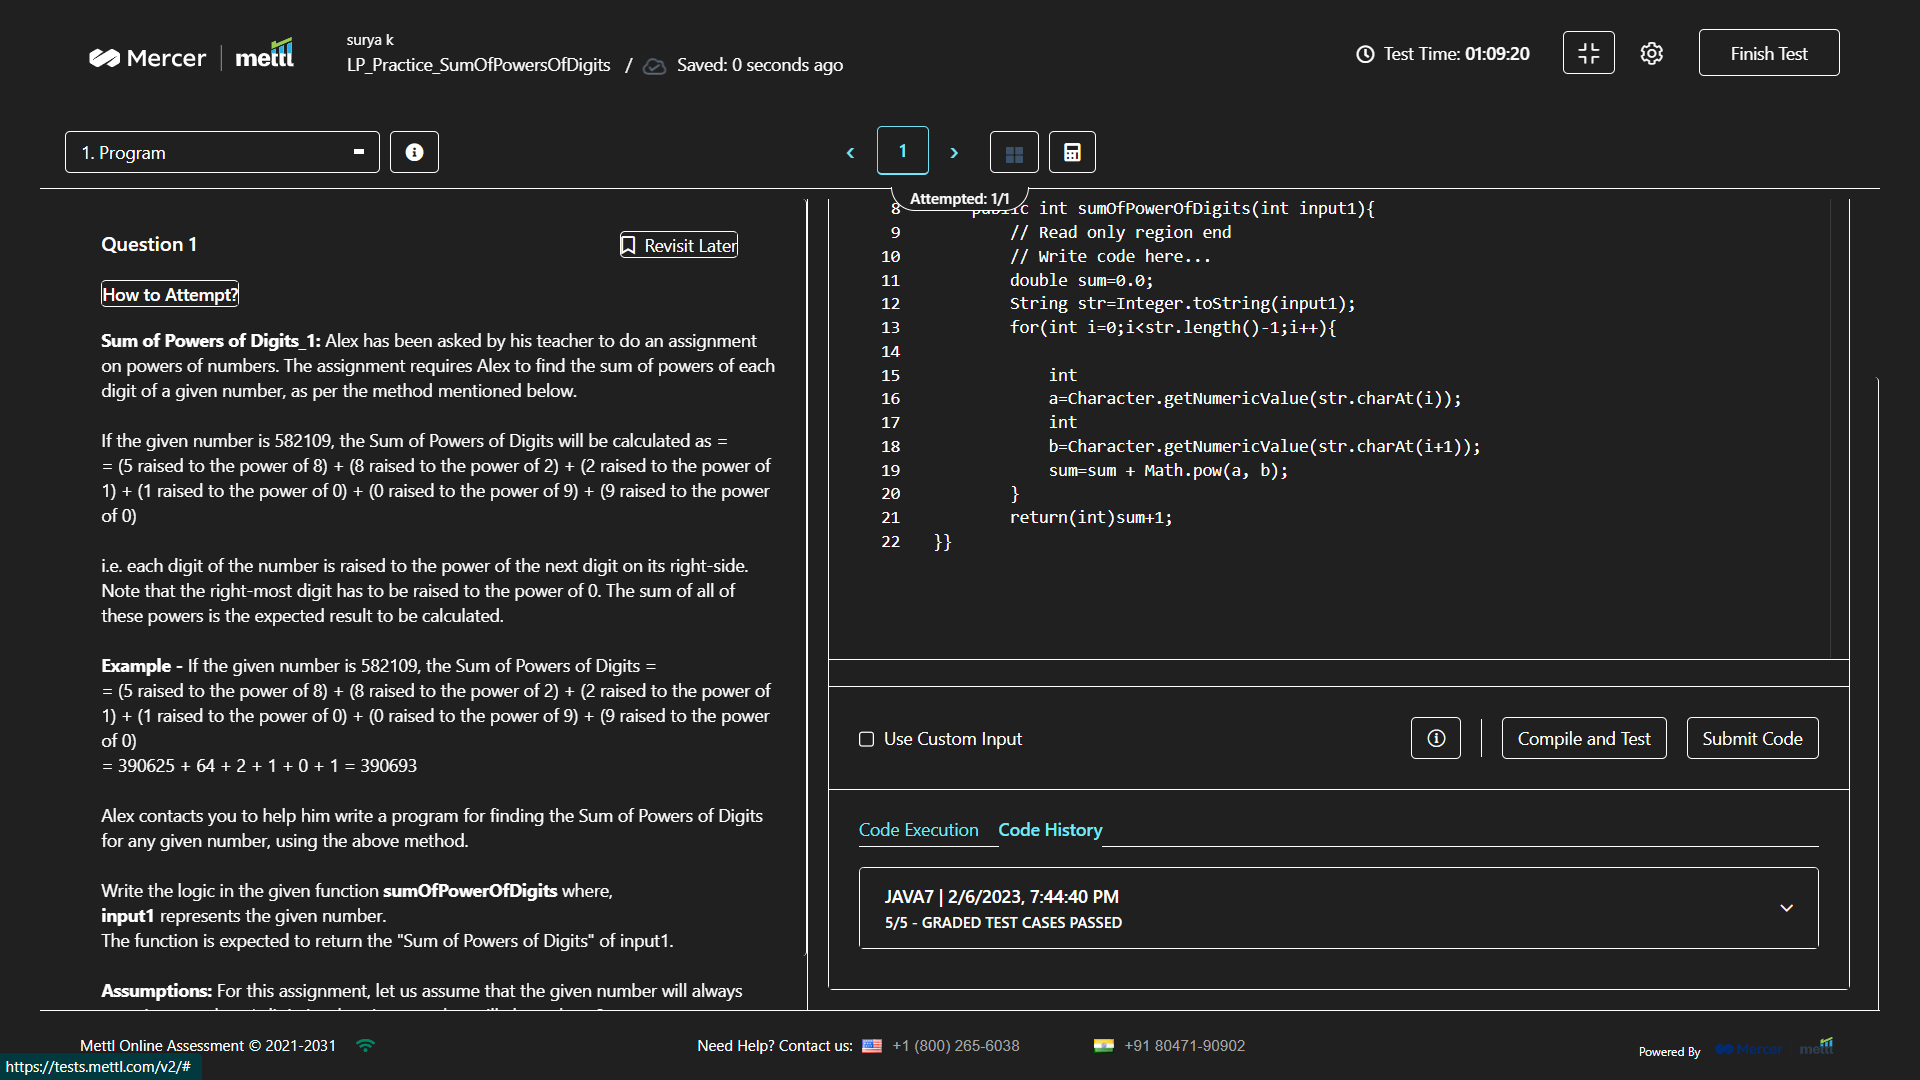 Mercer | mettl
surya k
LP_Practice_SumOfPowersOfDigits / Saved: 0 seconds ago
Test Time: 01:09:20
Finish Test
1. Program
1
Attempted: 1/1
Question 1
Revisit Later
How to Attempt?
Sum of Powers of Digits_1: Alex has been asked by his teacher to do an assignment
on powers of numbers. The assignment requires Alex to find the sum of powers of each
digit of a given number, as per the method mentioned below.
If the given number is 582109, the Sum of Powers of Digits will be calculated as =
= (5 raised to the power of 8) + (8 raised to the power of 2) + (2 raised to the power of
1) + (1 raised to the power of 0) + (0 raised to the power of 9) + (9 raised to the power
of 0)
i.e. each digit of the number is raised to the power of the next digit on its right-side.
Note that the right-most digit has to be raised to the power of 0. The sum of all of
these powers is the expected result to be calculated.
Example - If the given number is 582109, the Sum of Powers of Digits =
= (5 raised to the power of 8) + (8 raised to the power of 2) + (2 raised to the power of
1) + (1 raised to the power of 0) + (0 raised to the power of 9) + (9 raised to the power
of 0)
= 390625 + 64 + 2 + 1 + 0 + 1 = 390693
Alex contacts you to help him write a program for finding the Sum of Powers of Digits
for any given number, using the above method.
Write the logic in the given function sumOfPowerOfDigits where,
input1 represents the given number.
The function is expected to return the "Sum of Powers of Digits" of input1.
Assumptions: For this assignment, let us assume that the given number will always
8 public int sumOfPowerOfDigits(int input1){
9 // Read only region end
10 // Write code here...
11 double sum=0.0;
12 String str=Integer.toString(input1);
13 for(int i=0;i<str.length()-1;i++){
14
15 int
16 a=Character.getNumericValue(str.charAt(i));
17 int
18 b=Character.getNumericValue(str.charAt(i+1));
19 sum=sum + Math.pow(a, b);
20 }
21 return(int)sum+1;
22 }}
Use Custom Input
Compile and Test
Submit Code
Code Execution Code History
JAVA7 | 2/6/2023, 7:44:40 PM
5/5 - GRADED TEST CASES PASSED
Mettl Online Assessment © 2021-2031
Need Help? Contact us: +1 (800) 265-6038 +91 80471-90902
Powered By Mercer mettl
https://tests.mettl.com/v2/#